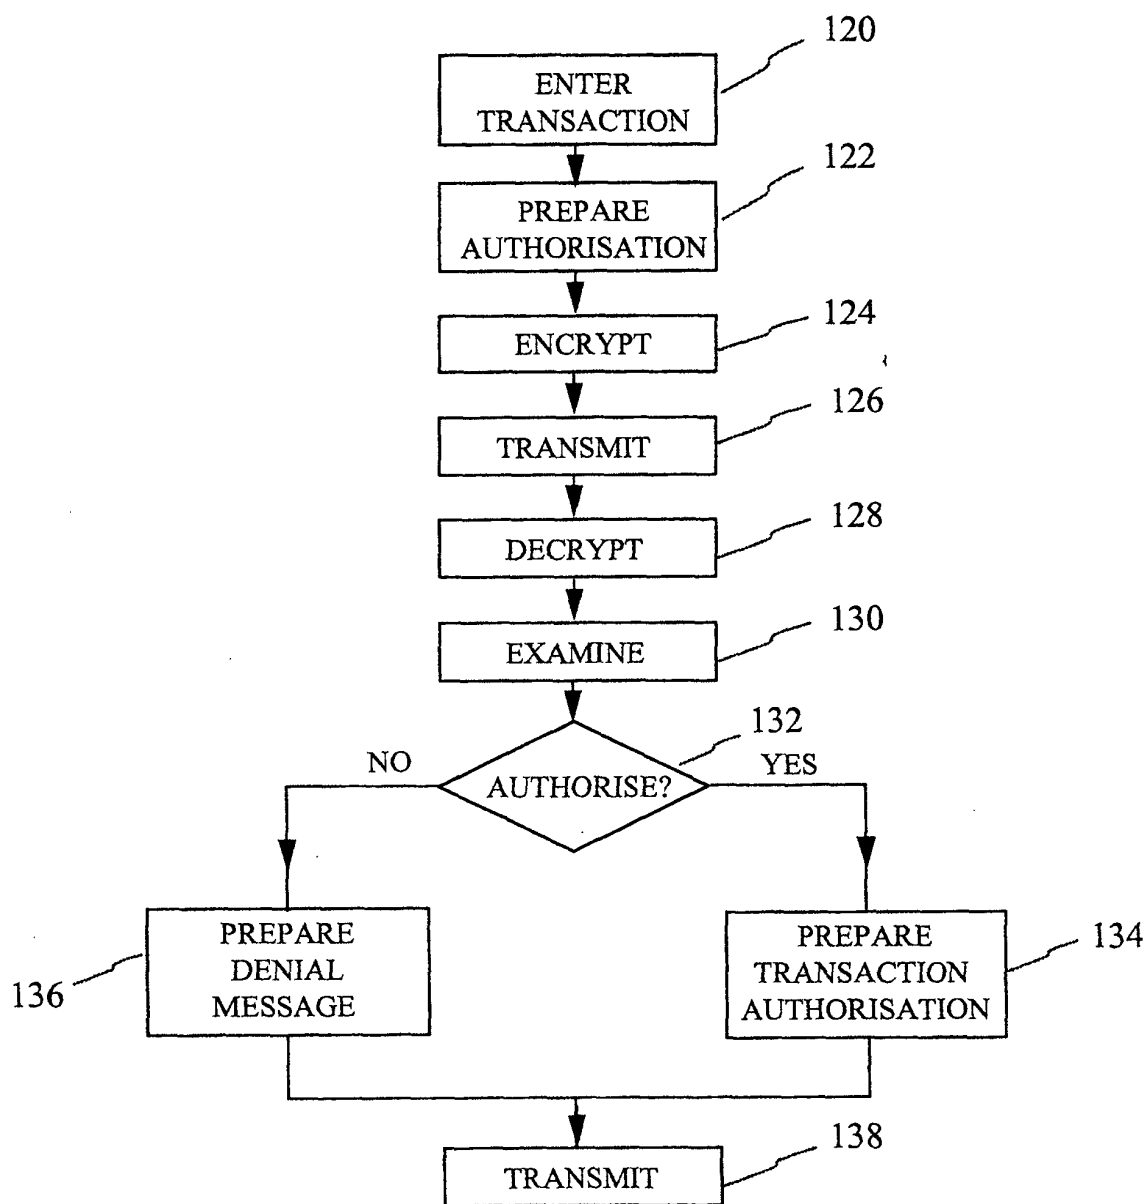 120
ENTER
TRANSACTION
122
PREPARE
AUTHORISATION
124
ENCRYPT
126
TRANSMIT
128
DECRYPT
130
EXAMINE
132
NO
YES
AUTHORISE?
PREPARE
DENIAL
MESSAGE
136
PREPARE
TRANSACTION
AUTHORISATION
134
138
TRANSMIT